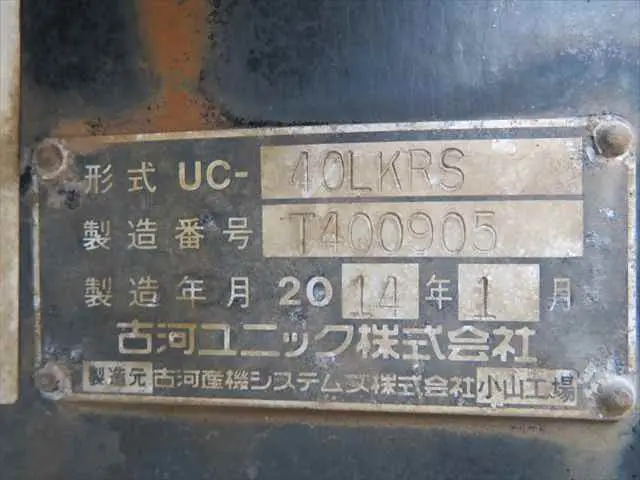 形式 UC-40LKRS
製造番号 T400905
製造年月 2014年1月
古河ユニック株式会社
製造元 古河産機システムズ株式会社 小山工場